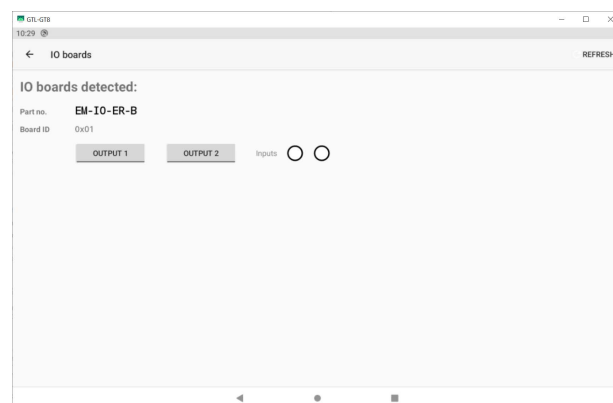 GTL-GT8
10:29
IO boards
REFRESH
IO boards detected:
Part no. EM-IO-ER-B
Board ID 0x01
OUTPUT 1 OUTPUT 2 Inputs